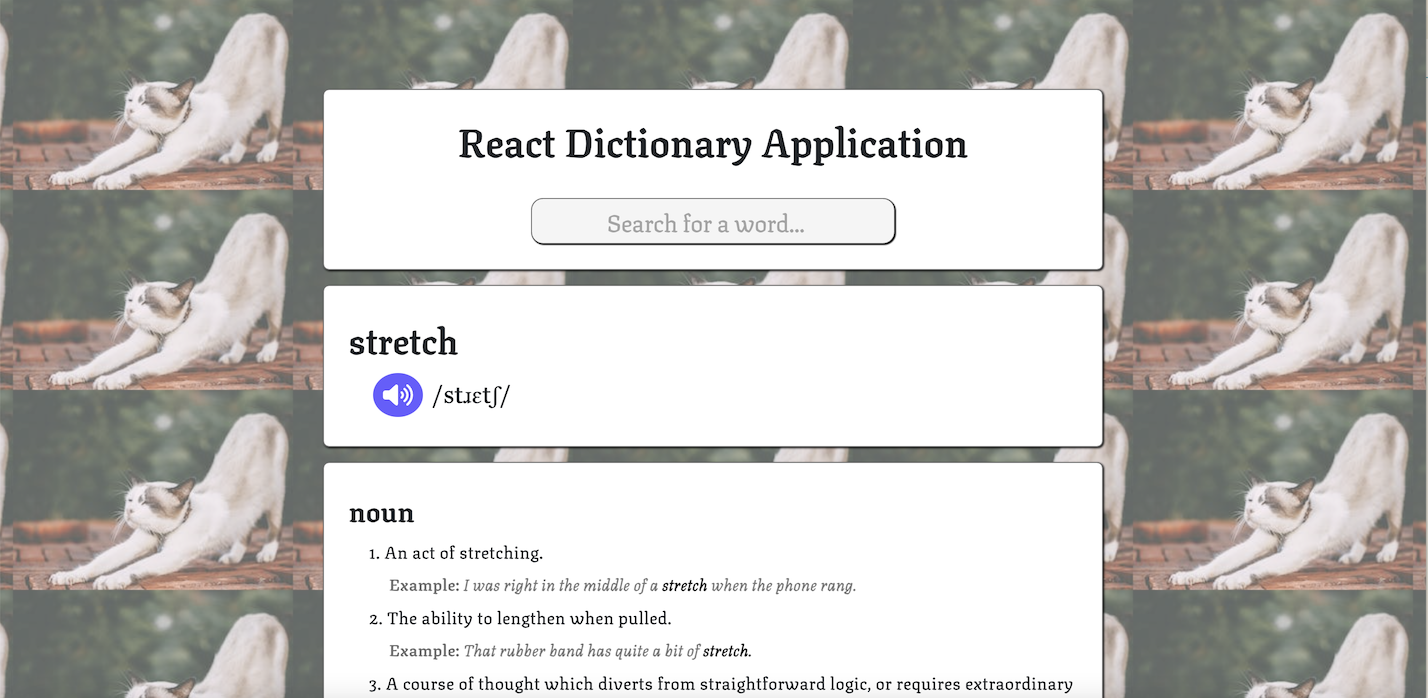 React Dictionary Application
Search for a word...
stretch
/stɹɛtʃ/
noun
1. An act of stretching.
Example: I was right in the middle of a stretch when the phone rang.
2. The ability to lengthen when pulled.
Example: That rubber band has quite a bit of stretch.
3. A course of thought which diverts from straightforward logic, or requires extraordinary